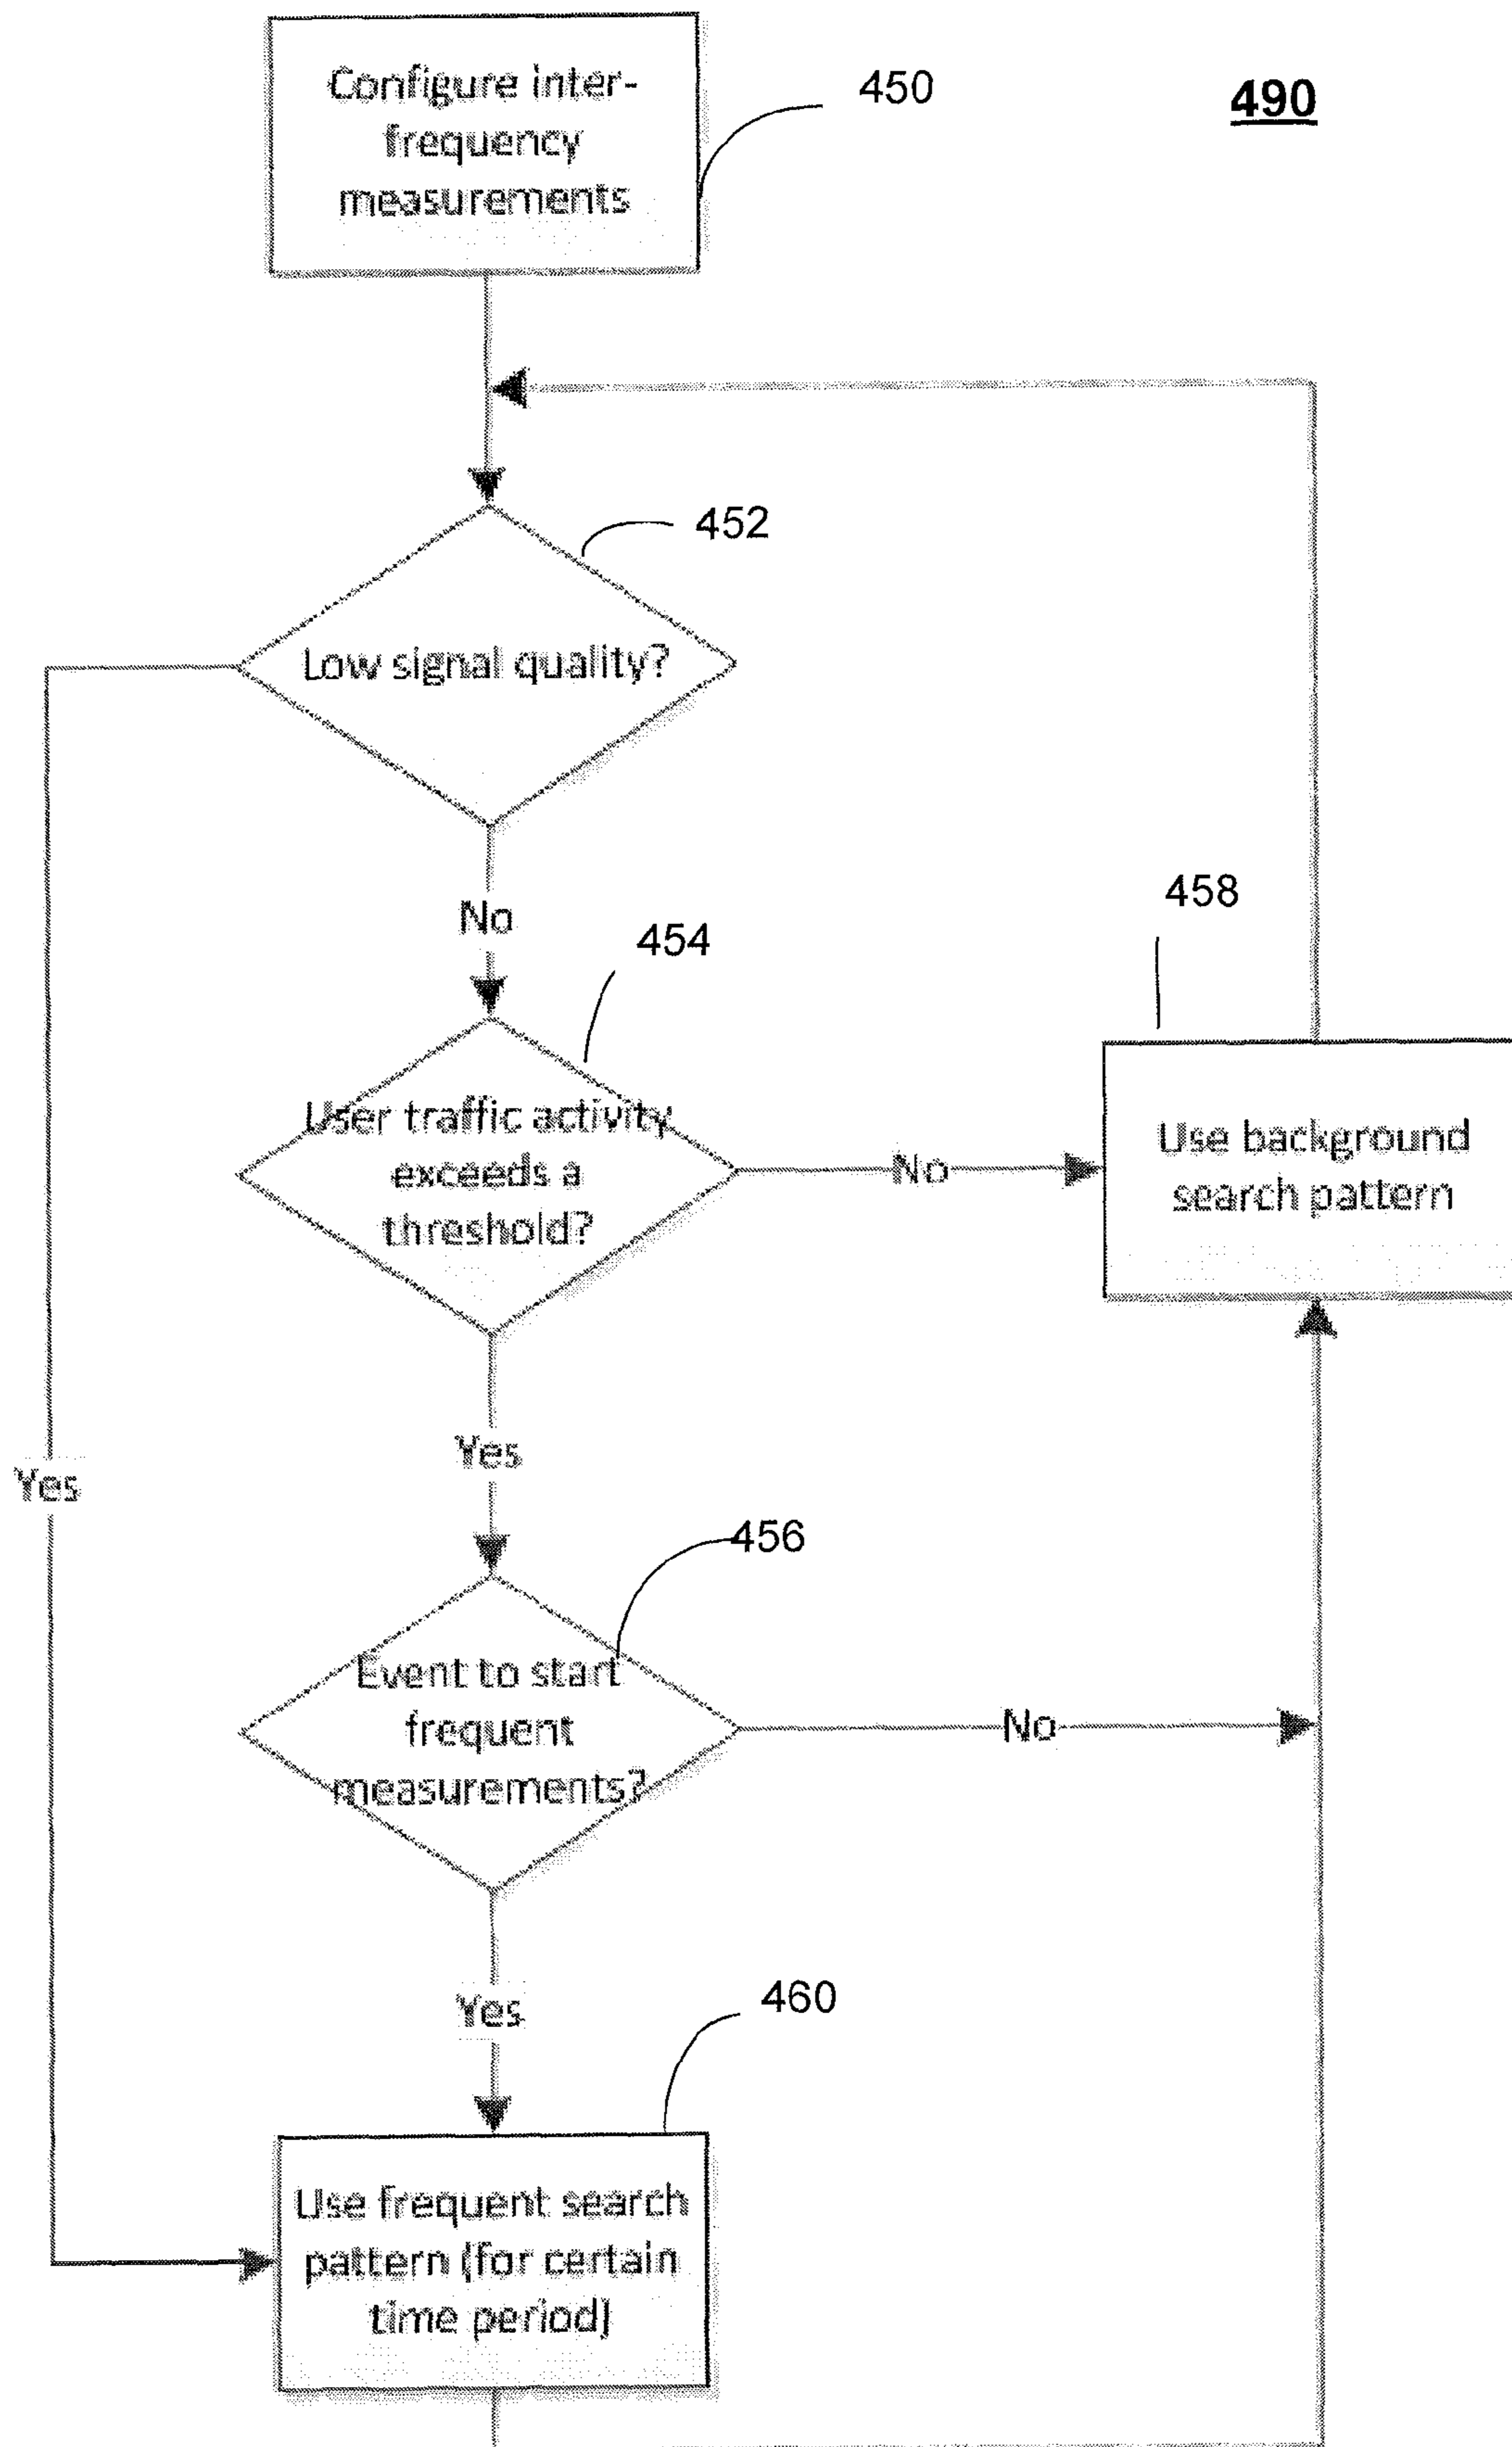 Configure inter-
frequency
measurements
450
490
452
Low signal quality?
No
454
458
User traffic activity
exceeds a
threshold?
No
Use background
search pattern
Yes
Yes
456
Event to start
frequent
measurements?
No
Yes
460
Use frequent search
pattern (for certain
time period)